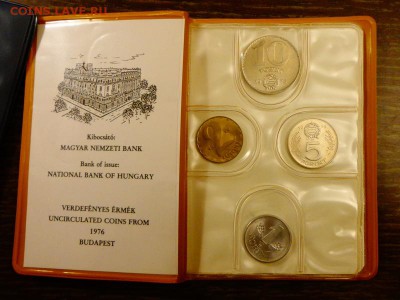 COINS.LAVE.RU
Kibocsátó:
MAGYAR NEMZETI BANK
Bank of issue:
NATIONAL BANK OF HUNGARY
VERDEFÉNYES ÉRMÉK
UNCIRCULATED COINS FROM
1976
BUDAPEST
10
5